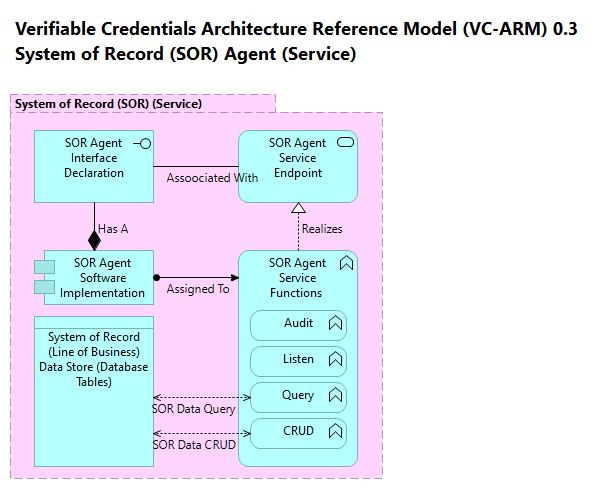 Verifiable Credentials Architecture Reference Model (VC-ARM) 0.3
System of Record (SOR) Agent (Service)
System of Record (SOR) (Service)
SOR Agent
Interface
Declaration
Assoociated With
SOR Agent
Service
Endpoint
Has A
Realizes
SOR Agent
Software
Implementation
Assigned To
SOR Agent
Service
Functions
Audit
Listen
Query
CRUD
System of Record
(Line of Business)
Data Store (Database
Tables)
SOR Data Query
SOR Data CRUD